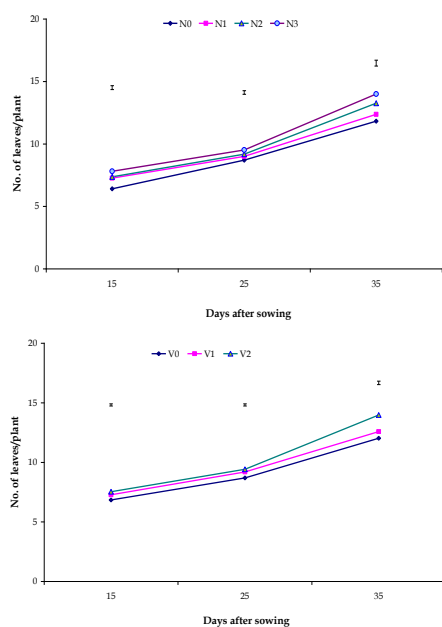 20
N0 N1 N2 N3
15
10
5
0
No. of leaves/plant
15 25 35
Days after sowing
20
V0 V1 V2
15
10
5
0
No. of leaves/plant
15 25 35
Days after sowing